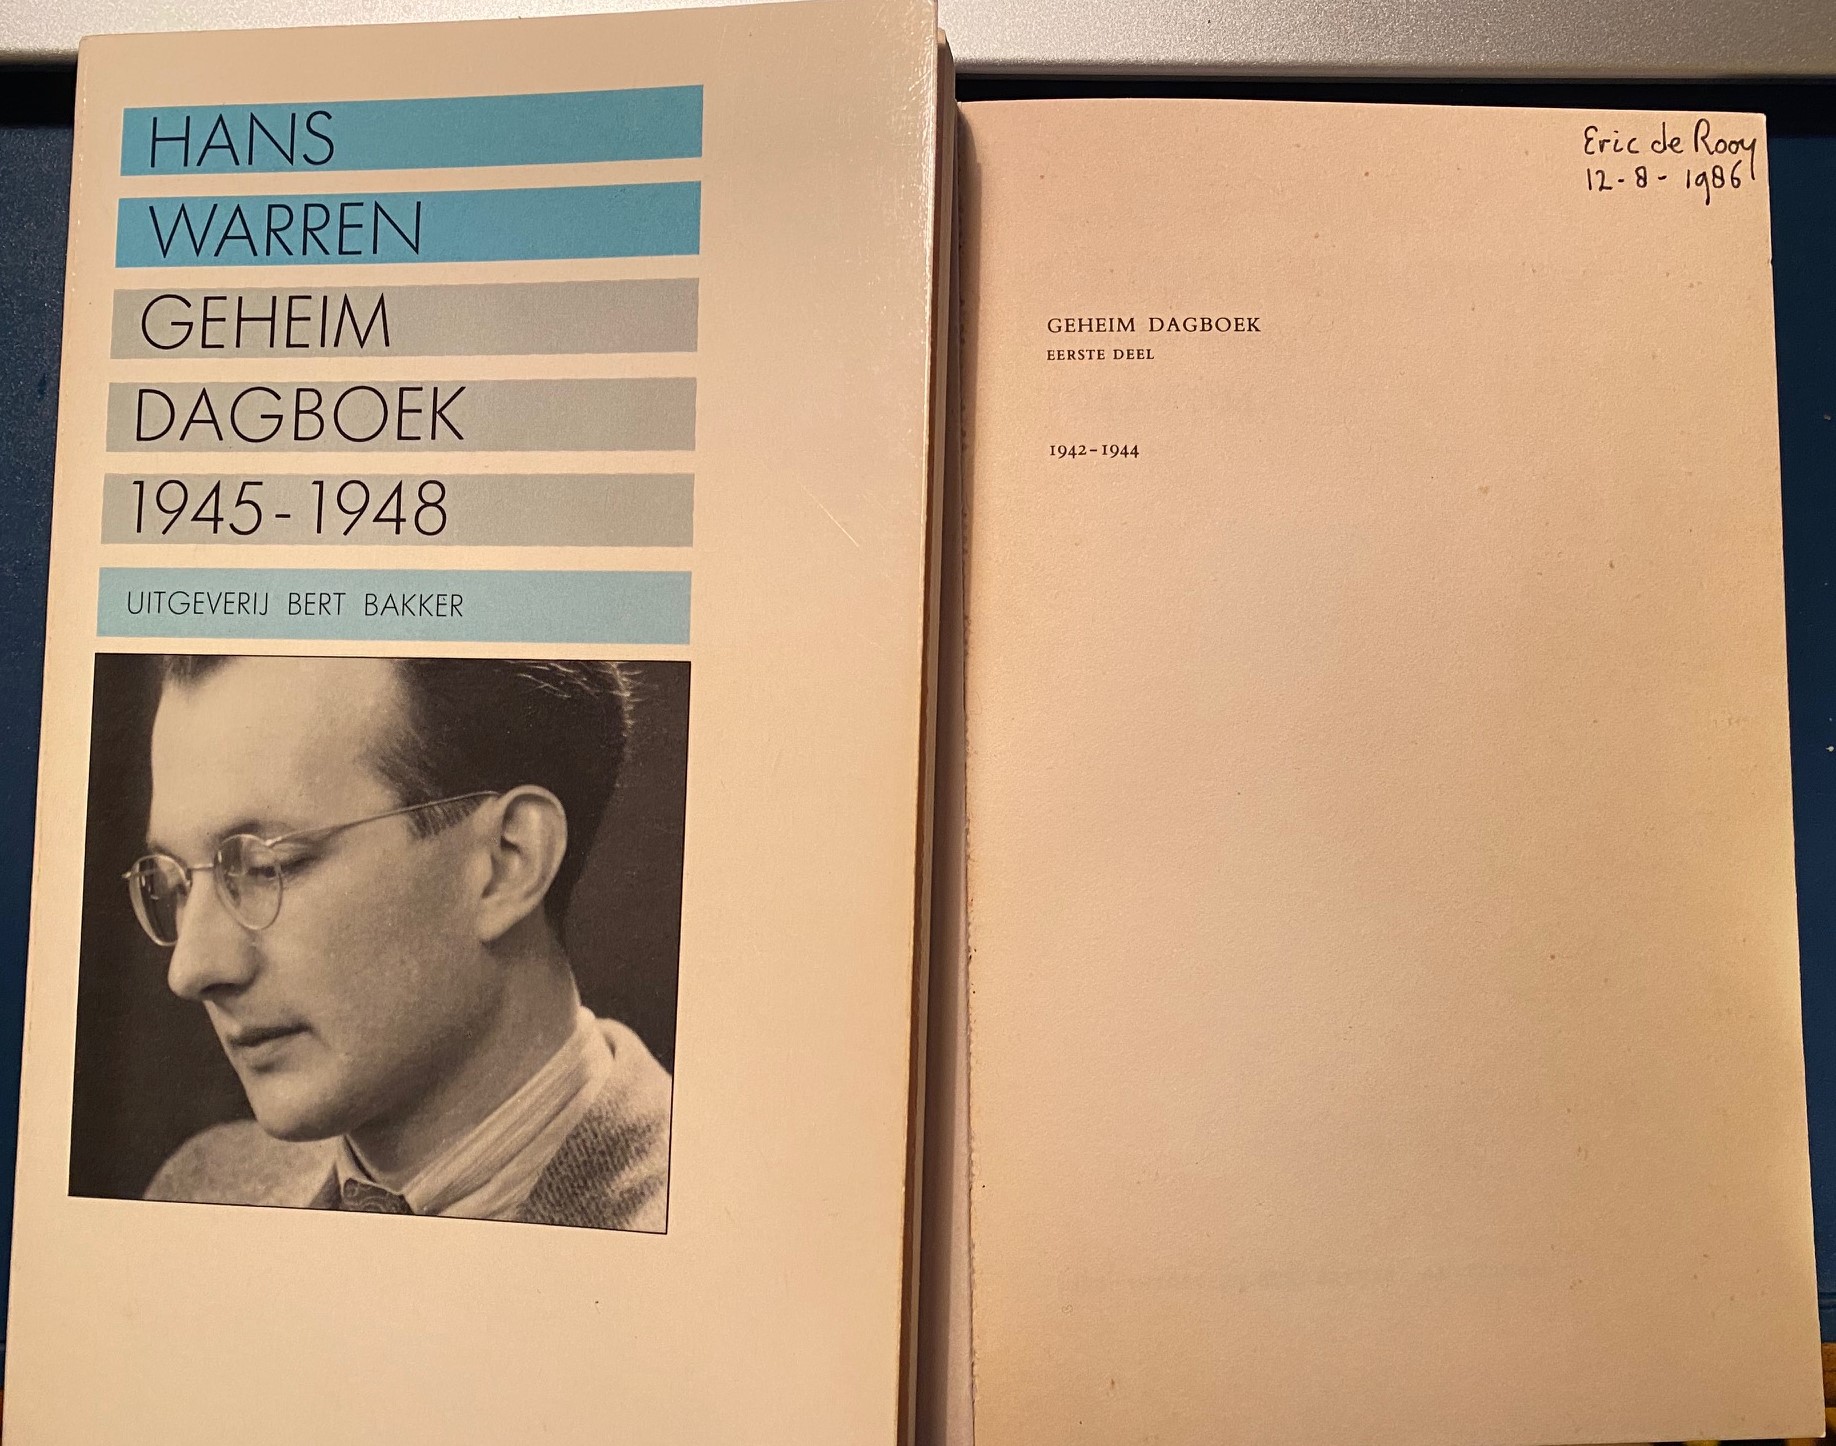 HANS
WARREN
GEHEIM
DAGBOEK
1945-1948
UITGEVERIJ BERT BAKKER
Eric de Rooy
12-8-1986
GEHEIM DAGBOEK
EERSTE DEEL
1942-1944